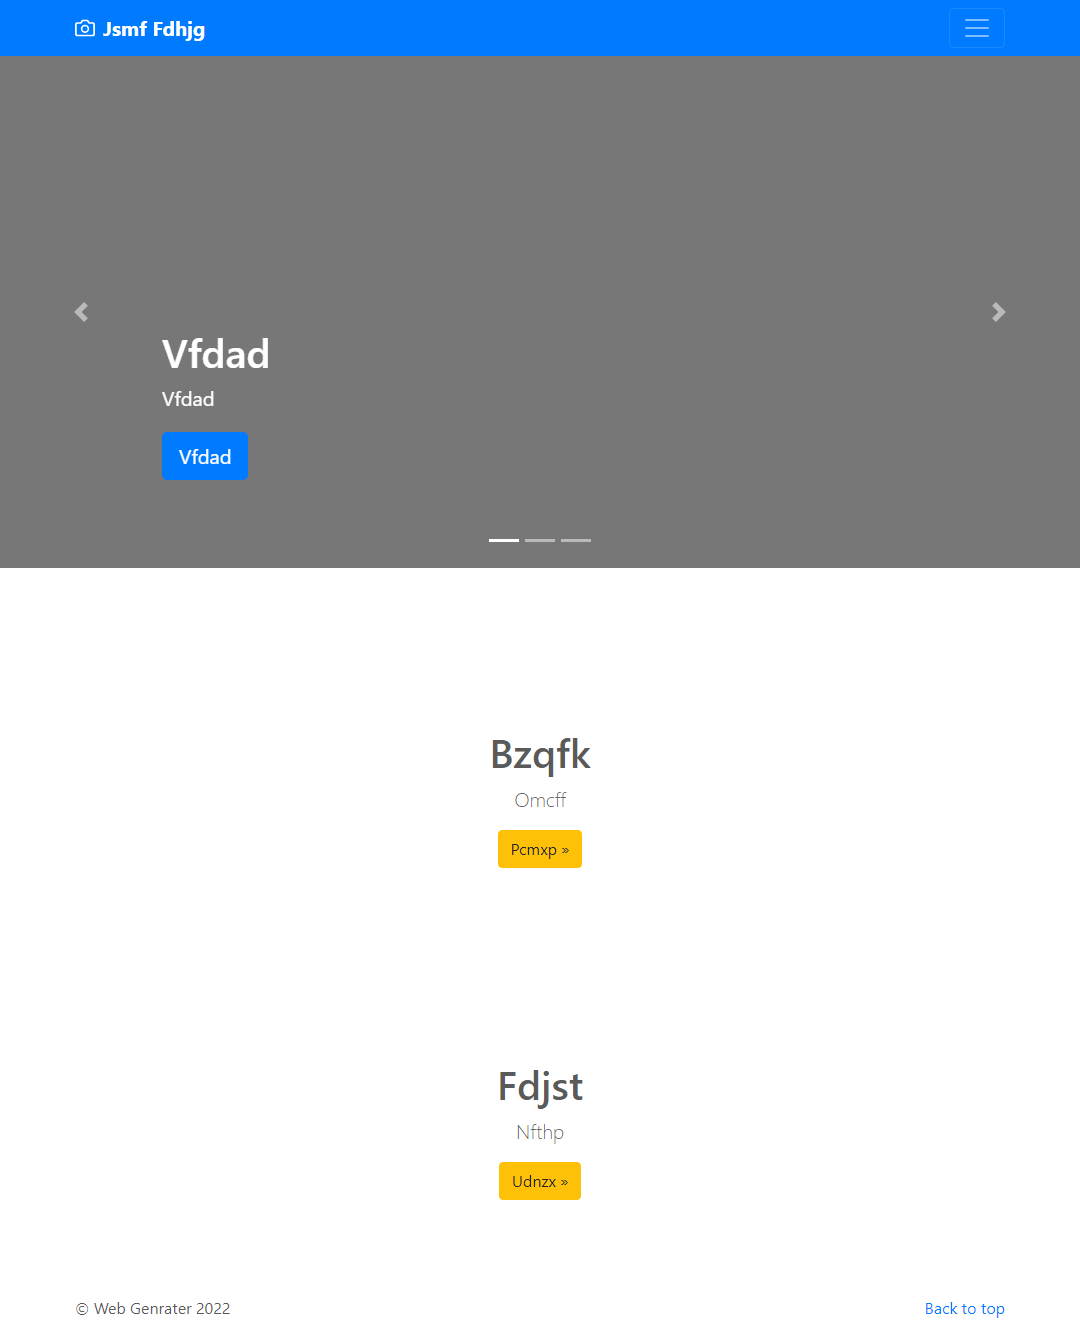 Jsmf Fdhjg
Vfdad
Vfdad
Vfdad
Bzqfk
Omcff
Pcmxp »
Fdjst
Nfthp
Udnzx »
© Web Genrater 2022
Back to top